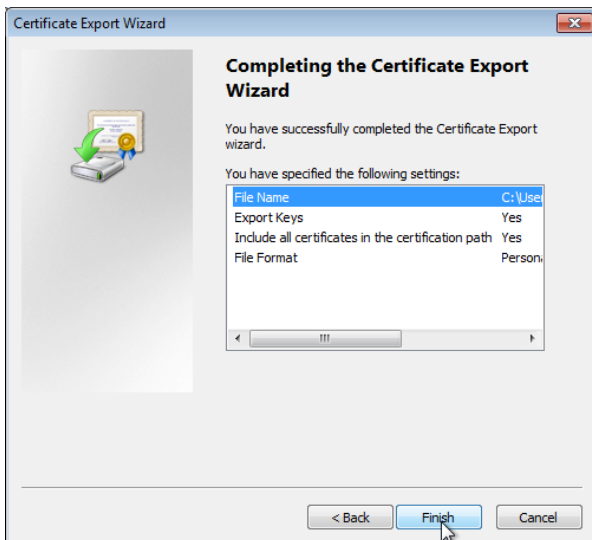 Certificate Export Wizard
Completing the Certificate Export
Wizard
You have successfully completed the Certificate Export
wizard.
You have specified the following settings:
File Name C:\User
Export Keys Yes
Include all certificates in the certification path Yes
File Format Persona
< Back Finish Cancel